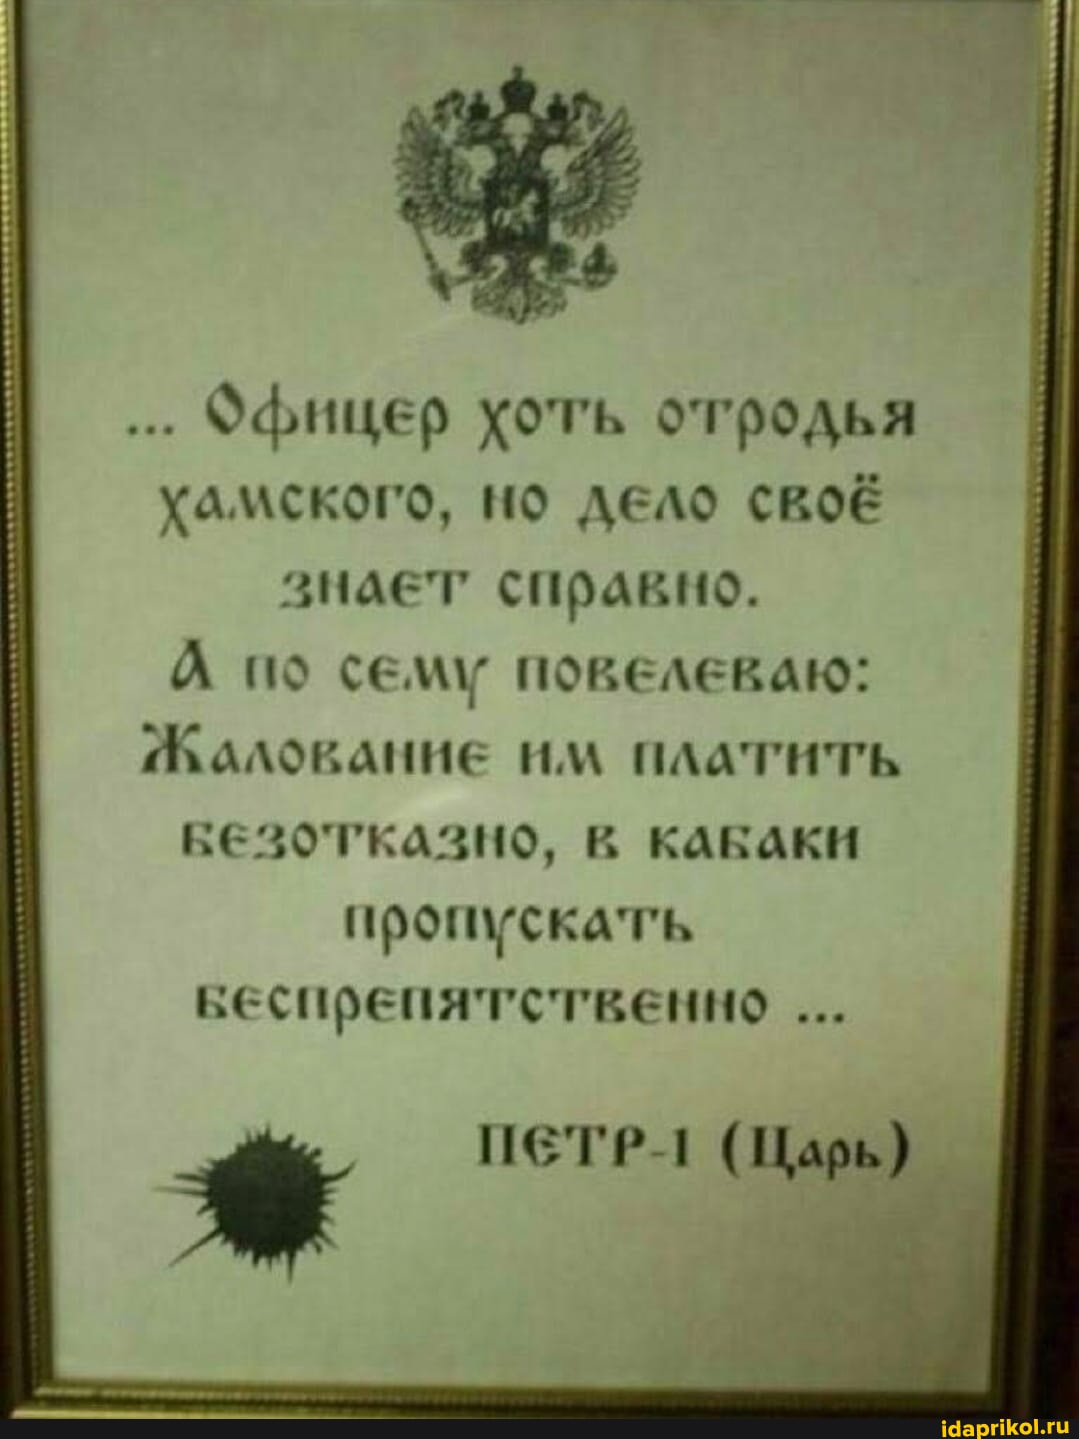 ... Офицер хоть отродья
хамского, но дело своё
знает справно.
А по сему повелеваю:
Жалование им платить
безотказно, в кабаки
пропускать
беспрепятственно ...
ПЕТР-1 (Царь)
idaprikol.ru